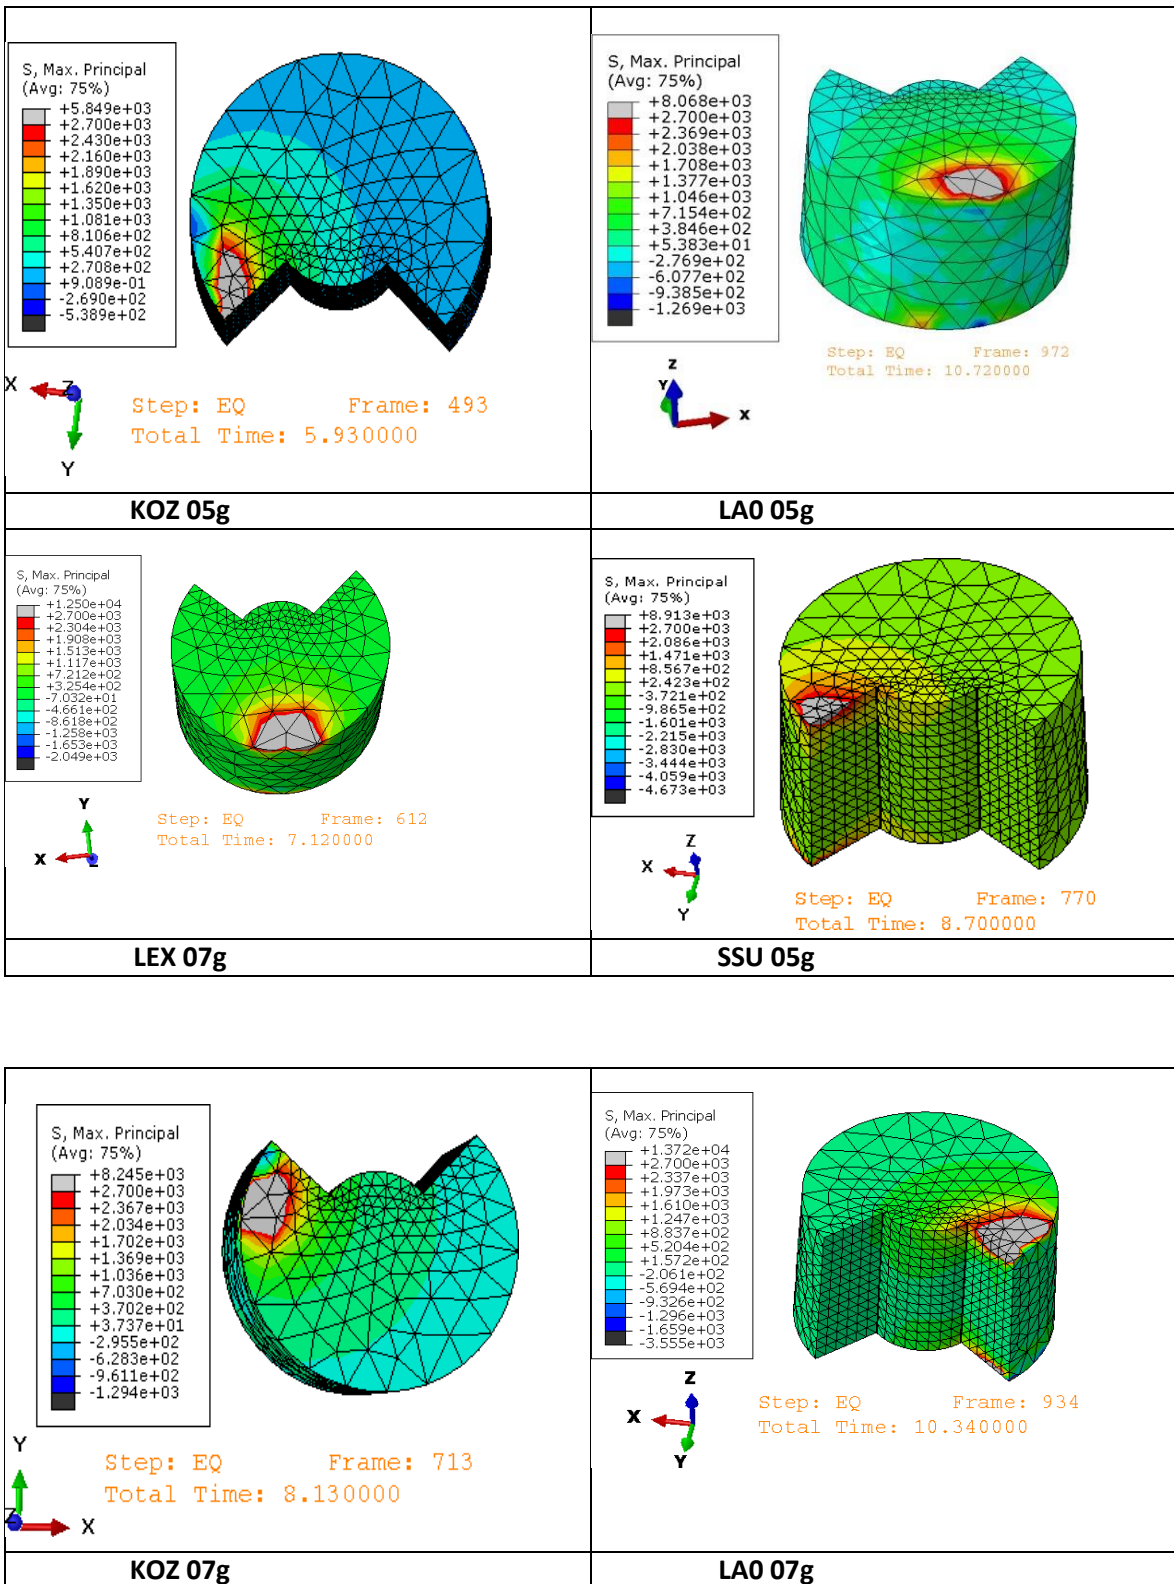 S, Max. Principal
(Avg: 75%)
+5.849e+03
+2.700e+03
+2.430e+03
+2.160e+03
+1.890e+03
+1.620e+03
+1.350e+03
+1.081e+03
+8.106e+02
+5.407e+02
+2.708e+02
+9.089e-01
-2.690e+02
-5.389e+02
X
Z
Y
Step: EQ Frame: 493
Total Time: 5.930000
S, Max. Principal
(Avg: 75%)
+8.068e+03
+2.700e+03
+2.369e+03
+2.038e+03
+1.708e+03
+1.377e+03
+1.046e+03
+7.154e+02
+3.846e+02
+5.383e+01
-2.769e+02
-6.077e+02
-9.385e+02
-1.269e+03
Step: EQ Frame: 972
Total Time: 10.720000
Z
Y
X
KOZ 05g
LA0 05g
S, Max. Principal
(Avg: 75%)
+1.250e+04
+2.700e+03
+2.304e+03
+1.908e+03
+1.513e+03
+1.117e+03
+7.212e+02
+3.254e+02
-7.032e+01
-4.661e+02
-8.618e+02
-1.258e+03
-1.653e+03
-2.049e+03
Y
X
Z
Step: EQ Frame: 612
Total Time: 7.120000
S, Max. Principal
(Avg: 75%)
+8.913e+03
+2.700e+03
+2.086e+03
+1.471e+03
+8.567e+02
+2.423e+02
-3.721e+02
-9.865e+02
-1.601e+03
-2.215e+03
-2.830e+03
-3.444e+03
-4.059e+03
-4.673e+03
Z
X
Y
Step: EQ Frame: 770
Total Time: 8.700000
LEX 07g
SSU 05g
S, Max. Principal
(Avg: 75%)
+8.245e+03
+2.700e+03
+2.367e+03
+2.034e+03
+1.702e+03
+1.369e+03
+1.036e+03
+7.030e+02
+3.702e+02
+3.737e+01
-2.955e+02
-6.283e+02
-9.611e+02
-1.294e+03
Y
Z
X
Step: EQ Frame: 713
Total Time: 8.130000
S, Max. Principal
(Avg: 75%)
+1.372e+04
+2.700e+03
+2.337e+03
+1.973e+03
+1.610e+03
+1.247e+03
+8.837e+02
+5.204e+02
+1.572e+02
-2.061e+02
-5.694e+02
-9.326e+02
-1.296e+03
-1.659e+03
-3.555e+03
Z
X
Y
Step: EQ Frame: 934
Total Time: 10.340000
KOZ 07g
LA0 07g